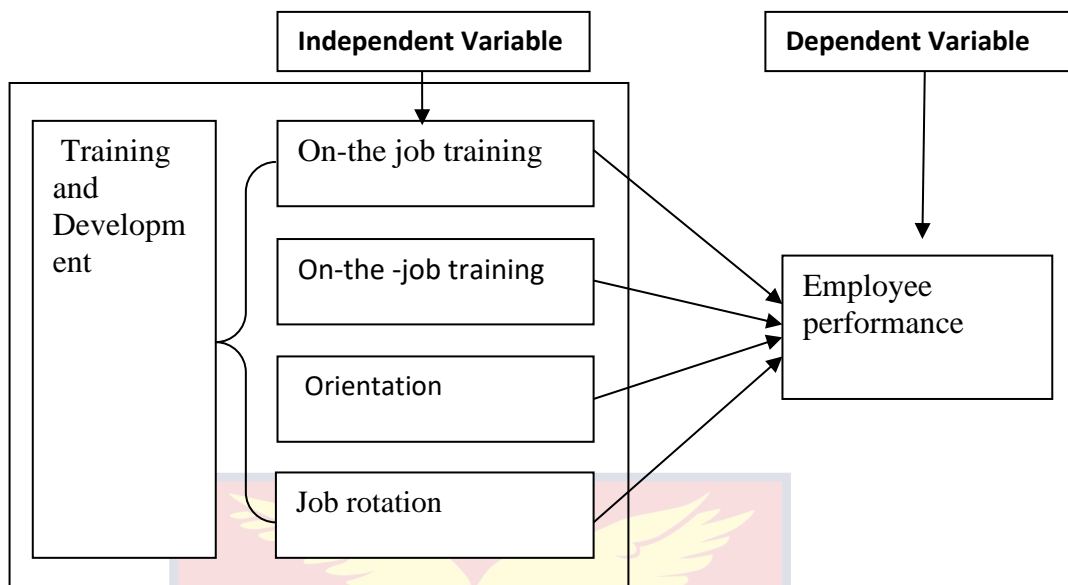 Independent Variable
Dependent Variable
Training
and
Developm
ent
On-the job training
On-the -job training
Orientation
Job rotation
Employee
performance